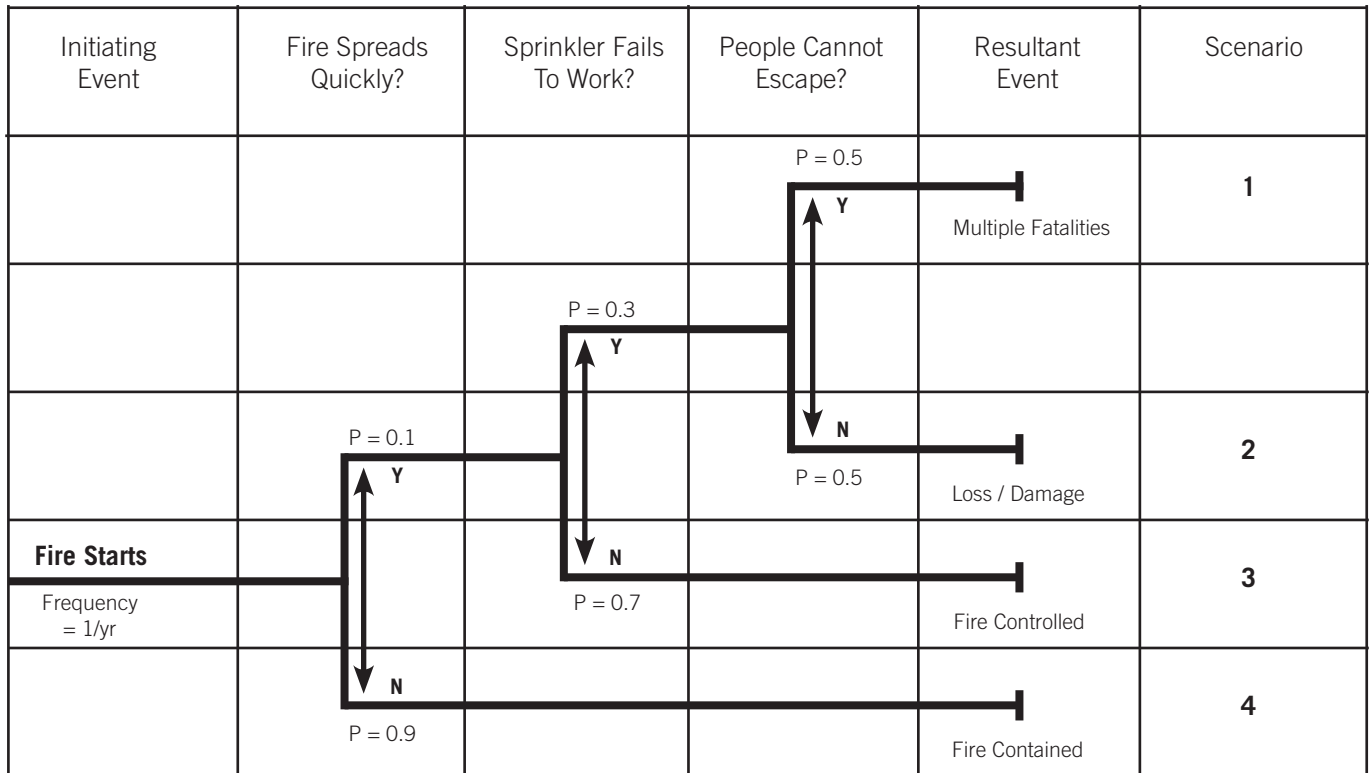 Initiating
Event
Fire Spreads
Quickly?
Sprinkler Fails
To Work?
People Cannot
Escape?
Resultant
Event
Scenario
P = 0.5
Y
Multiple Fatalities
1
P = 0.3
Y
P = 0.1
Y
N
P = 0.5
Loss / Damage
2
Fire Starts
Frequency
= 1/yr
N
P = 0.7
Fire Controlled
3
N
P = 0.9
Fire Contained
4